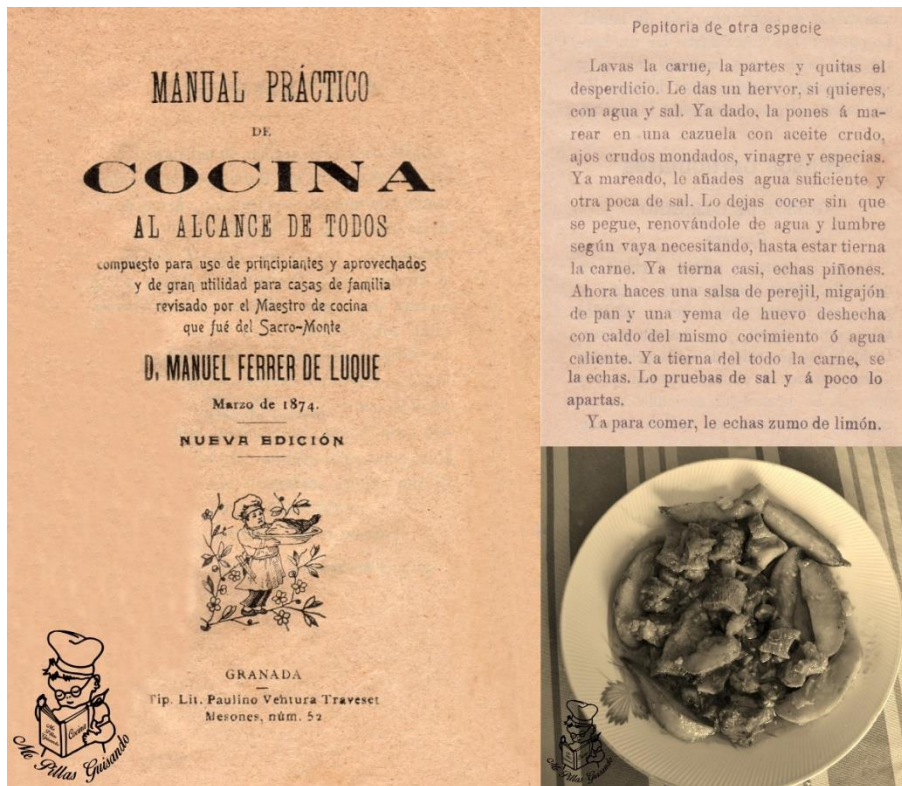 MANUAL PRÁCTICO
DE
COCINA
AL ALCANCE DE TODOS
compuesto para uso de principiantes y aprovechados
y de gran utilidad para casas de familia
revisado por el Maestro de cocina
que fué del Sacro-Monte
D. MANUEL FERRER DE LUQUE
Marzo de 1874.
NUEVA EDICIÓN
GRANADA
Tip. Lit. Paulino Ventura Traveset
Mesones, núm. 52
Cocina
Me Pillas Guisando
Pepitoria de otra especie
Lavas la carne, la partes y quitas el
desperdicio. Le das un hervor, si quieres,
con agua y sal. Ya dado, la pones á ma-
rear en una cazuela con aceite crudo,
ajos crudos mondados, vinagre y especias.
Ya mareado, le añades agua suficiente y
otra poca de sal. Lo dejas cocer sin que
se pegue, renovándole de agua y lumbre
según vaya necesitando, hasta estar tierna
la carne. Ya tierna casi, echas piñones.
Ahora haces una salsa de perejil, migajón
de pan y una yema de huevo deshecha
con caldo del mismo cocimiento ó agua
caliente. Ya tierna del todo la carne, se
la echas. Lo pruebas de sal y á poco lo
apartas.
Ya para comer, le echas zumo de limón.
Me Pillas Guisando